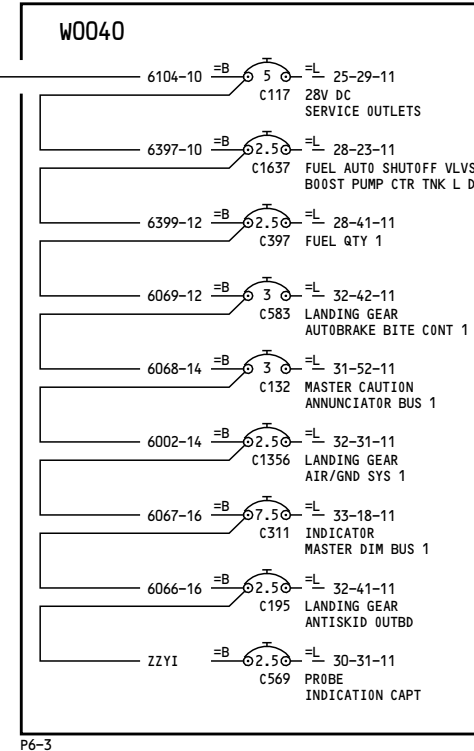 W0040
6104-10 =B 5 =L 25-29-11
C117 28V DC
SERVICE OUTLETS
6397-10 =B 2.5 =L 28-23-11
C1637 FUEL AUTO SHUTOFF VLVS
BOOST PUMP CTR TNK L D
6399-12 =B 2.5 =L 28-41-11
C397 FUEL QTY 1
6069-12 =B 3 =L 32-42-11
C583 LANDING GEAR
AUTOBRAKE BITE CONT 1
6068-14 =B 3 =L 31-52-11
C132 MASTER CAUTION
ANNUNCIATOR BUS 1
6002-14 =B 2.5 =L 32-31-11
C1356 LANDING GEAR
AIR/GND SYS 1
6067-16 =B 7.5 =L 33-18-11
C311 INDICATOR
MASTER DIM BUS 1
6066-16 =B 2.5 =L 32-41-11
C195 LANDING GEAR
ANTISKID OUTBD
ZZYI =B 2.5 =L 30-31-11
C569 PROBE
INDICATION CAPT
P6-3